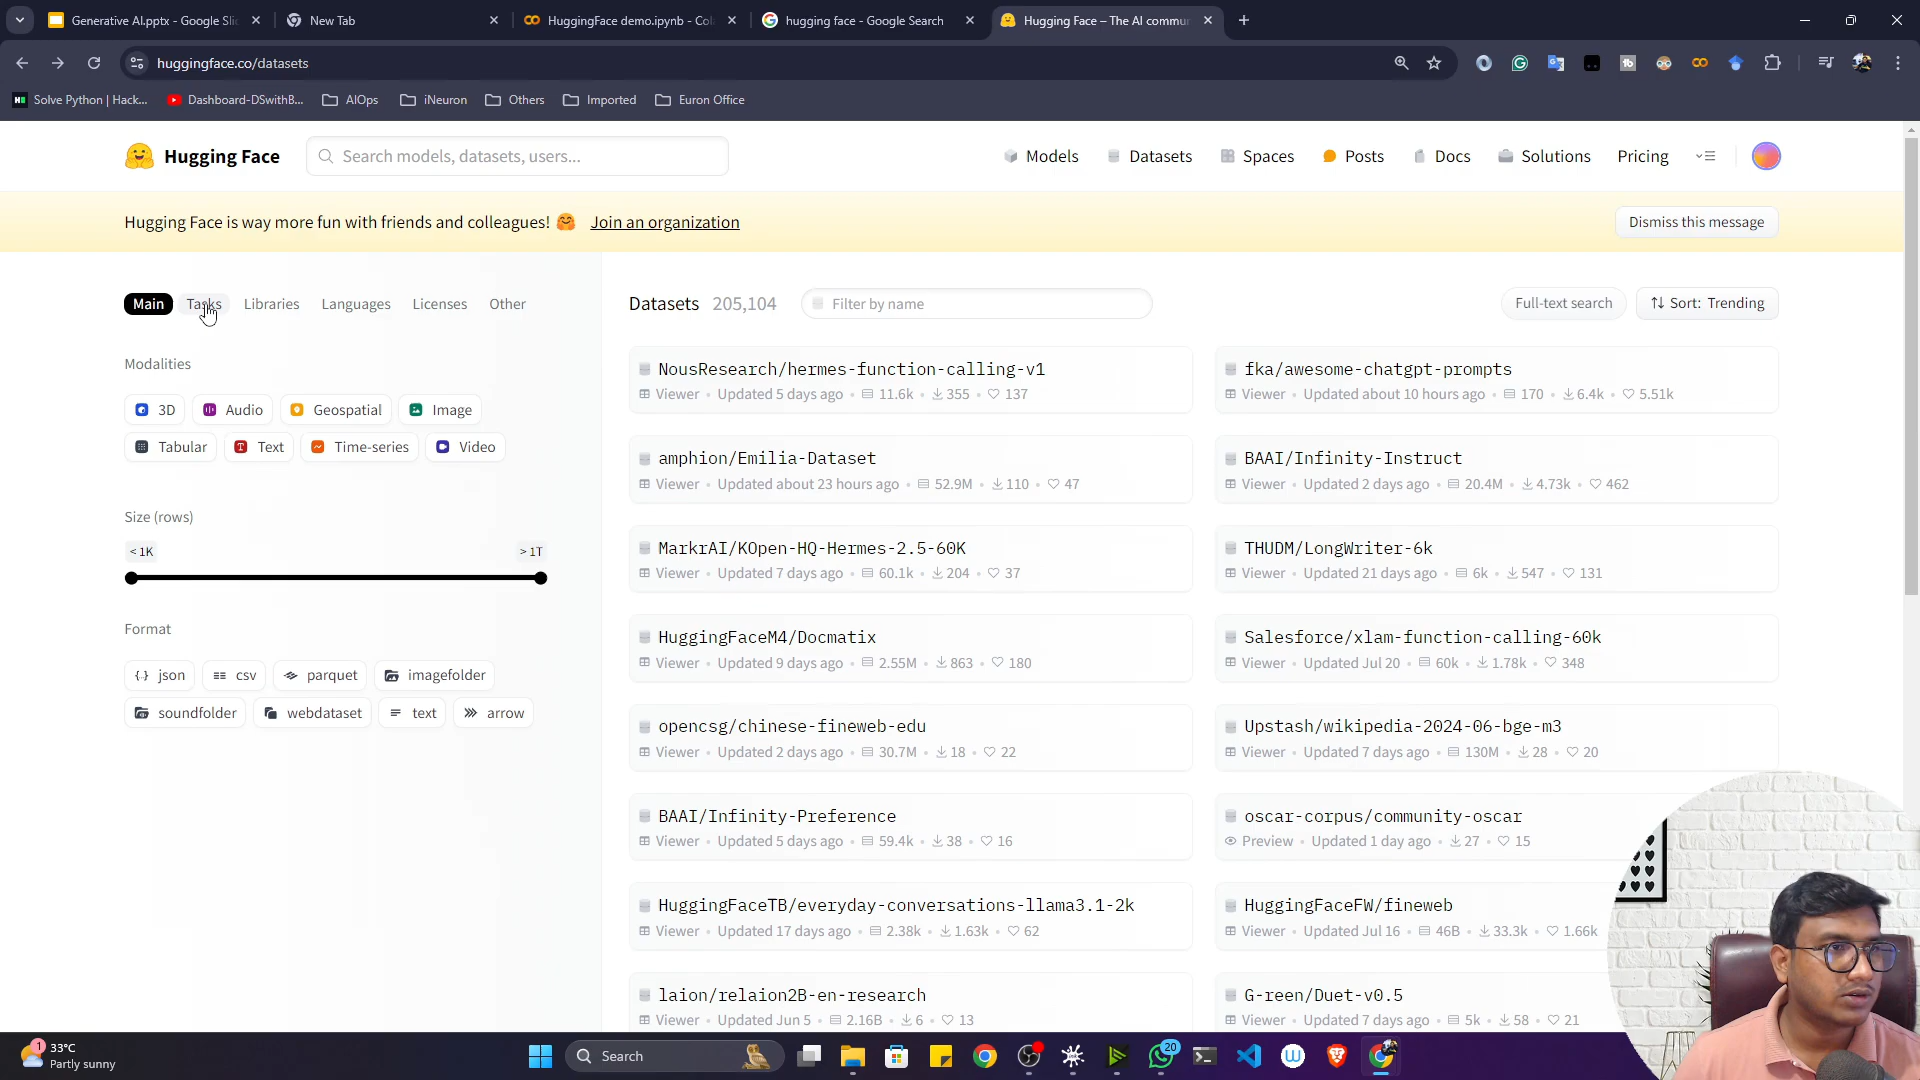 Generative AI.pptx - Google Slic
New Tab
HuggingFace demo.ipynb - Col
hugging face - Google Search
Hugging Face – The AI commun
huggingface.co/datasets
Solve Python | Hack...
Dashboard-DSwithB...
AIOps
iNeuron
Others
Imported
Euron Office
Hugging Face
Search models, datasets, users...
Models
Datasets
Spaces
Posts
Docs
Solutions
Pricing
Hugging Face is way more fun with friends and colleagues! 🤗 Join an organization
Dismiss this message
Main
Tasks
Libraries
Languages
Licenses
Other
Modalities
3D
Audio
Geospatial
Image
Tabular
Text
Time-series
Video
Size (rows)
< 1K
> 1T
Format
json
csv
parquet
imagefolder
soundfolder
webdataset
text
arrow
Datasets 205,104
Filter by name
Full-text search
Sort: Trending
NousResearch/hermes-function-calling-v1
Viewer • Updated 5 days ago • 11.6k • 355 • 137
fka/awesome-chatgpt-prompts
Viewer • Updated about 10 hours ago • 170 • 6.4k • 5.51k
amphion/Emilia-Dataset
Viewer • Updated about 23 hours ago • 52.9M • 110 • 47
BAAI/Infinity-Instruct
Viewer • Updated 2 days ago • 20.4M • 4.73k • 462
MarkrAI/KOpen-HQ-Hermes-2.5-60K
Viewer • Updated 7 days ago • 60.1k • 204 • 37
THUDM/LongWriter-6k
Viewer • Updated 21 days ago • 6k • 547 • 131
HuggingFaceM4/Docmatix
Viewer • Updated 9 days ago • 2.55M • 863 • 180
Salesforce/xlam-function-calling-60k
Viewer • Updated Jul 20 • 60k • 1.78k • 348
opencsg/chinese-fineweb-edu
Viewer • Updated 2 days ago • 30.7M • 18 • 22
Upstash/wikipedia-2024-06-bge-m3
Viewer • Updated 7 days ago • 130M • 28 • 20
BAAI/Infinity-Preference
Viewer • Updated 5 days ago • 59.4k • 38 • 16
oscar-corpus/community-oscar
Preview • Updated 1 day ago • 27 • 15
HuggingFaceTB/everyday-conversations-llama3.1-2k
Viewer • Updated 17 days ago • 2.38k • 1.63k • 62
HuggingFaceFW/fineweb
Viewer • Updated Jul 16 • 46B • 33.3k • 1.66k
laion/relaion2B-en-research
Viewer • Updated Jun 5 • 2.16B • 6 • 13
G-reen/Duet-v0.5
Viewer • Updated 7 days ago • 5k • 58 • 21
1
33°C
Partly sunny
Search
20